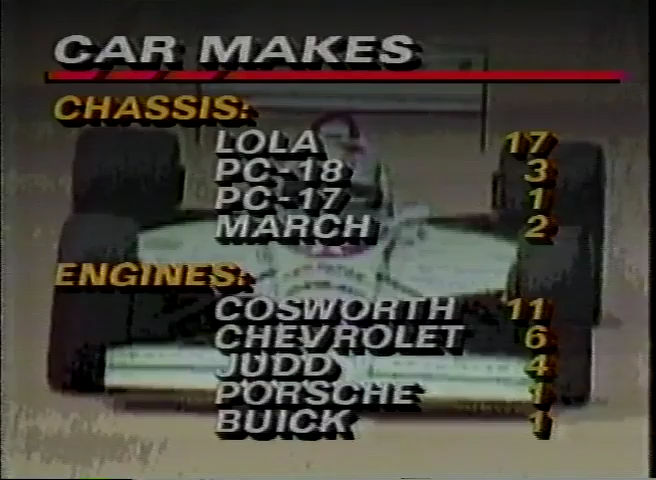 CAR MAKES
CHASSIS:
LOLA 17
PC-18 3
PC-17 1
MARCH 2
ENGINES:
COSWORTH 11
CHEVROLET 6
JUDD 4
PORSCHE 1
BUICK 1